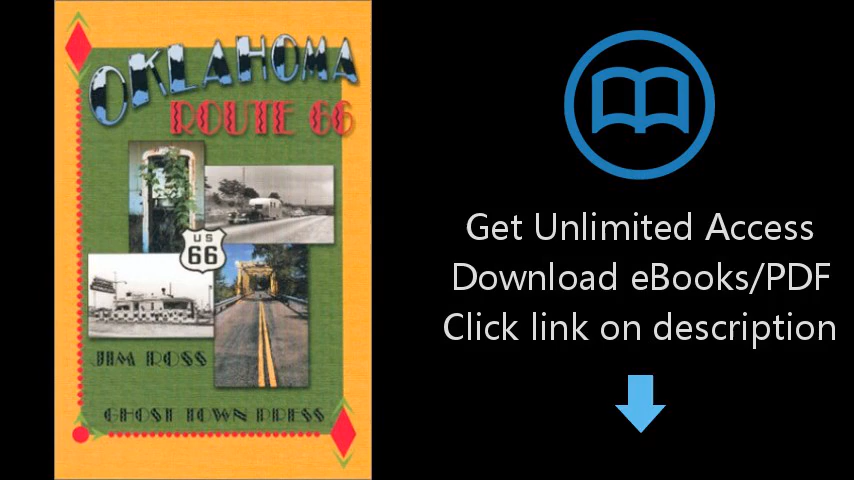 OKLAHOMA
ROUTE 66
US
66
JIM ROSS
GHOST TOWN PRESS
Get Unlimited Access
Download eBooks/PDF
Click link on description